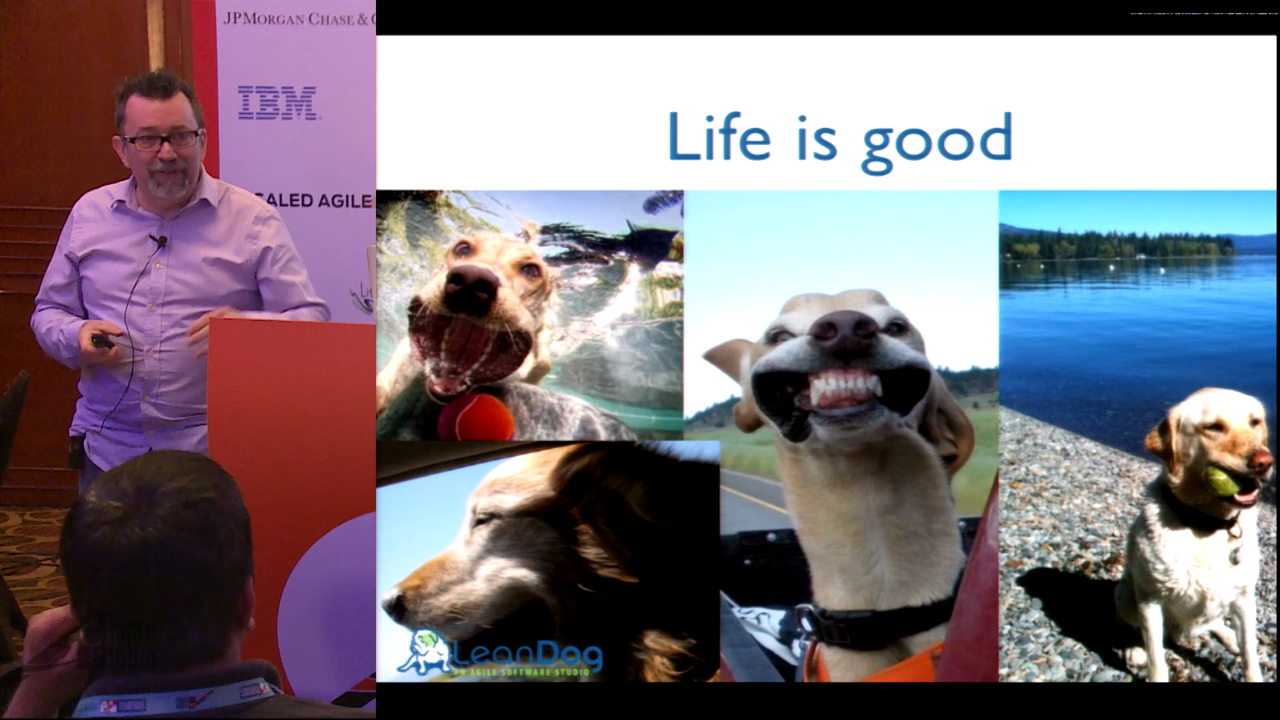 JPMORGAN CHASE & C
IBM
CALED AGILE
Life is good
LeanDog
AN AGILE SOFTWARE STUDIO